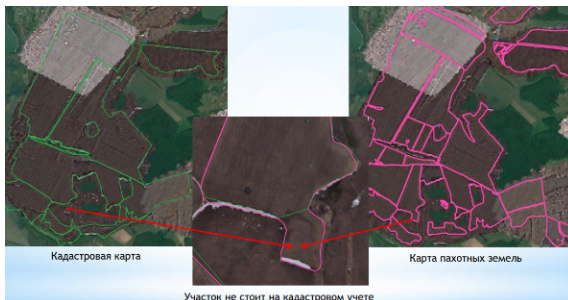 Кадастровая карта
Карта пахотных земель
Участок не стоит на кадастровом учете